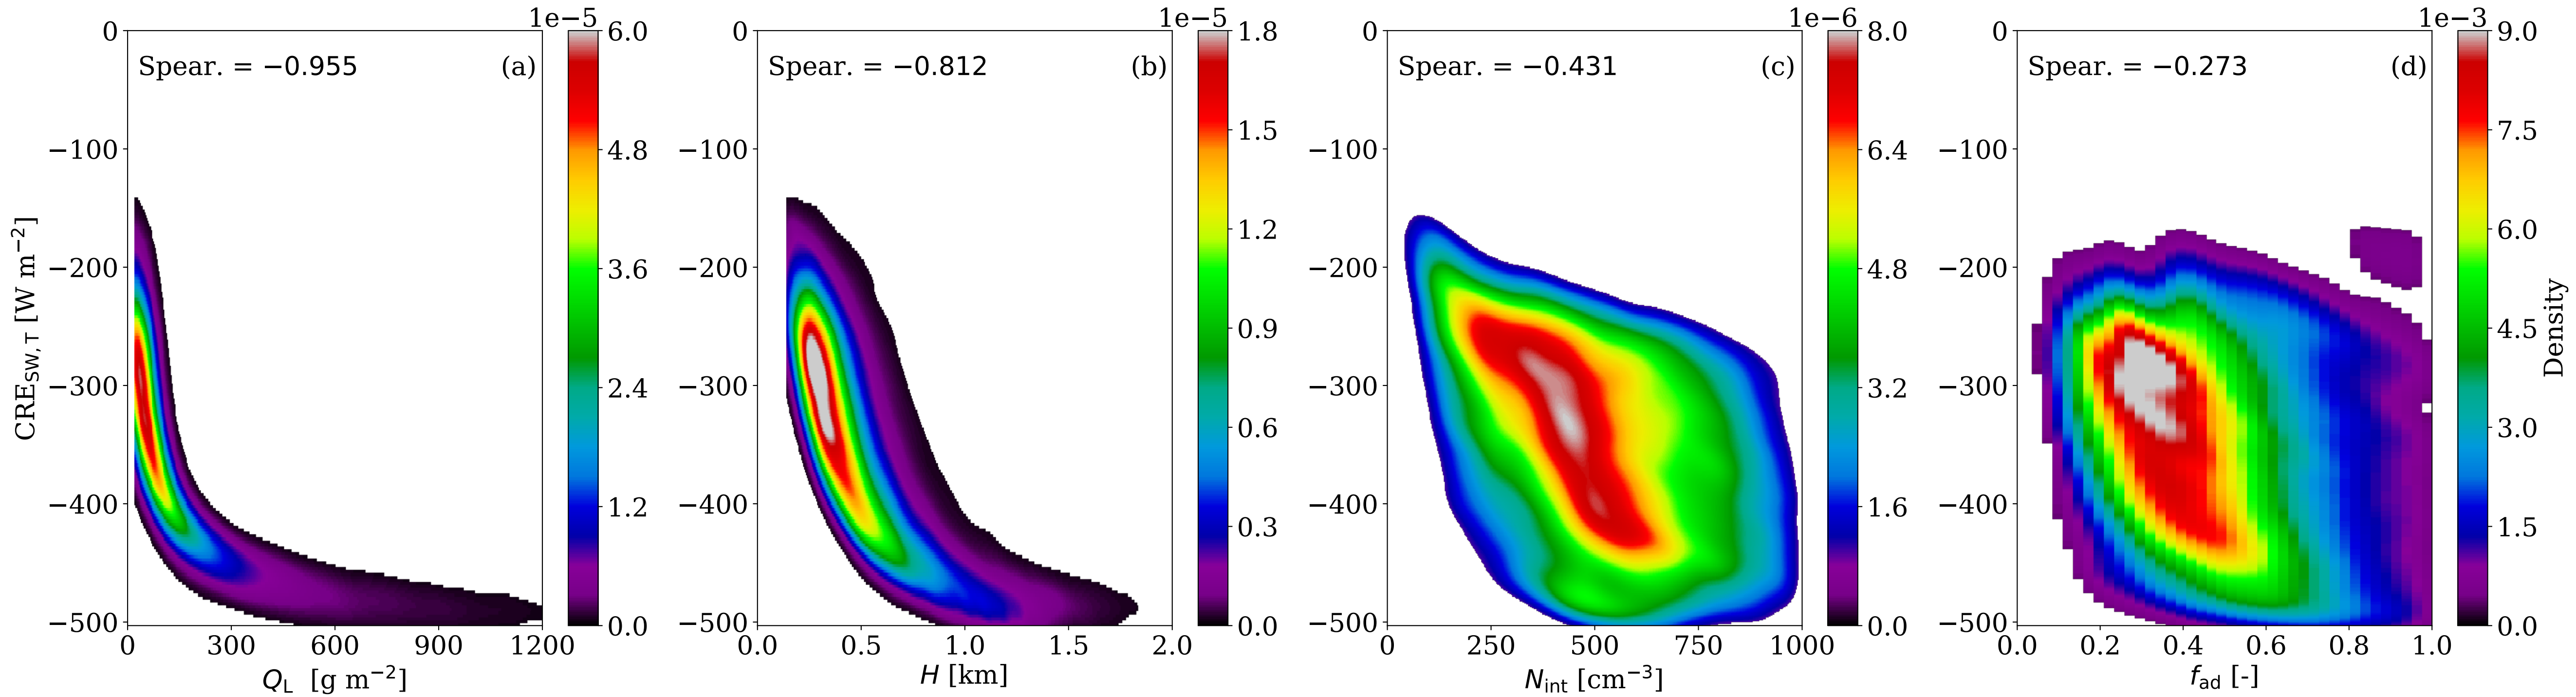 1e−5
1e−5
1e−6
1e−3
Spear. = −0.955 (a)
Spear. = −0.812 (b)
Spear. = −0.431 (c)
Spear. = −0.273 (d)
CRE_SW,T [W m⁻²]
0
−100
−200
−300
−400
−500
0 300 600 900 1200
Q_L [g m⁻²]
6.0
4.8
3.6
2.4
1.2
0.0
0
−100
−200
−300
−400
−500
0.0 0.5 1.0 1.5 2.0
H [km]
1.8
1.5
1.2
0.9
0.6
0.3
0.0
0
−100
−200
−300
−400
−500
0 250 500 750 1000
N_int [cm⁻³]
8.0
6.4
4.8
3.2
1.6
0.0
0
−100
−200
−300
−400
−500
0.0 0.2 0.4 0.6 0.8 1.0
f_ad [-]
9.0
7.5
6.0
4.5
3.0
1.5
0.0
Density